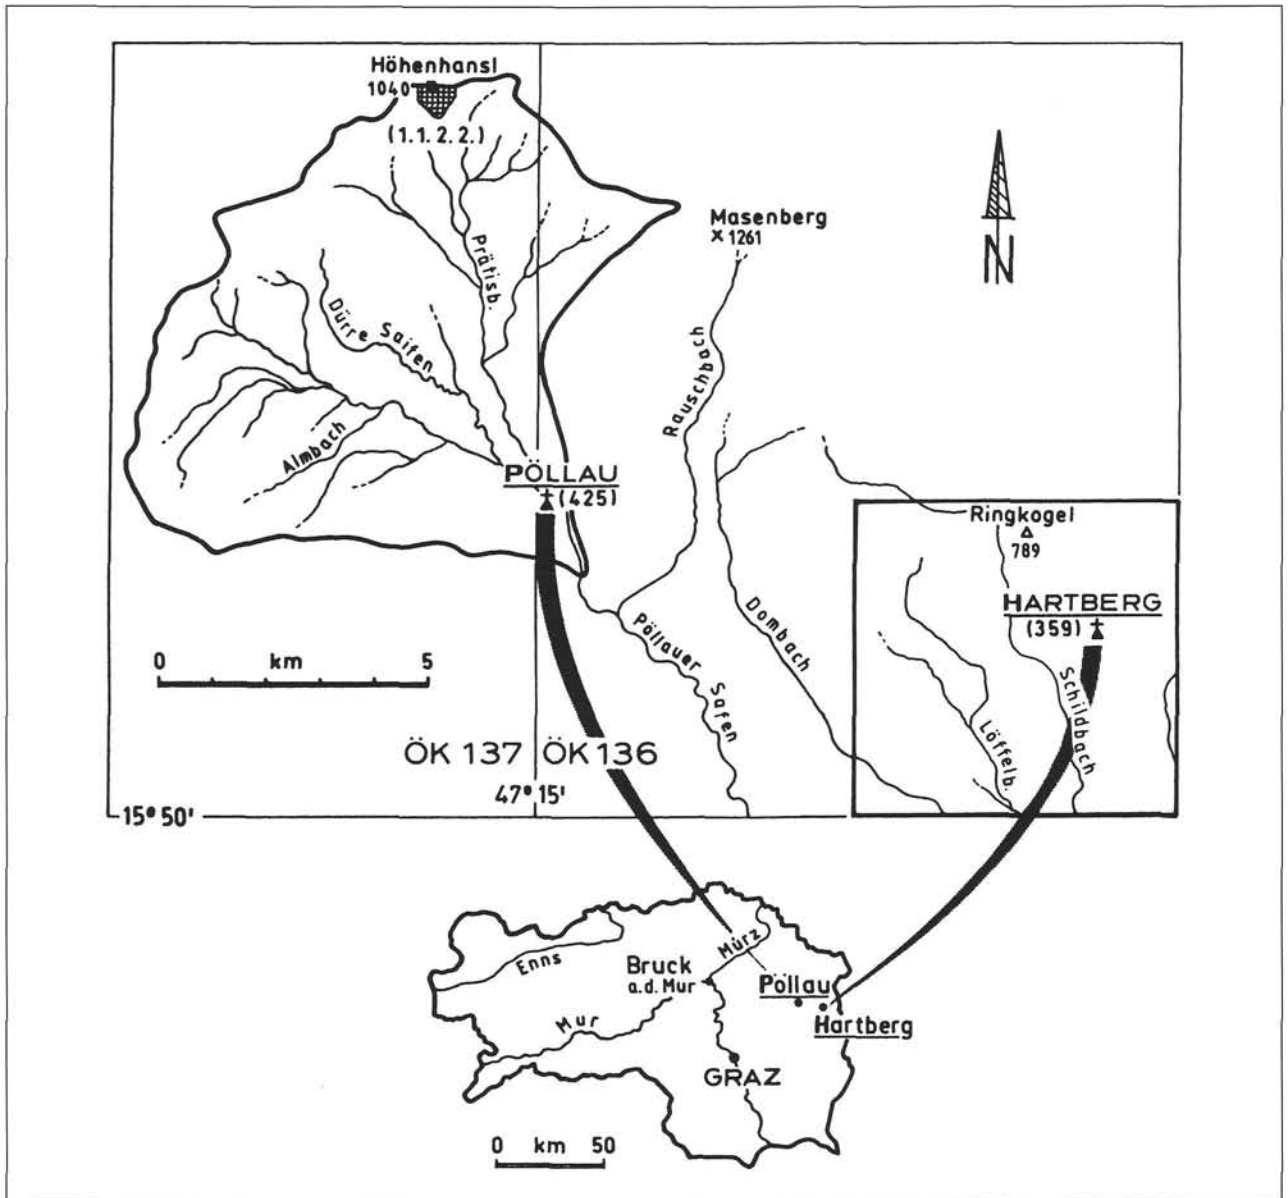 Höhenhansl
1040
(1.1.2.2.)
Masenberg
x 1261
N
Prätisb.
Dürre Saifen
Rauschbach
Almbach
PÖLLAU
(425)
Ringkogel
789
HARTBERG
(359)
0 km 5
Pöllauer Safen
Dombach
Schildbach
Löffelb.
ÖK 137 ÖK 136
47° 15'
15° 50'
Enns
Bruck
a.d. Mur
Mürz
Pöllau
Hartberg
Mur
GRAZ
0 km 50